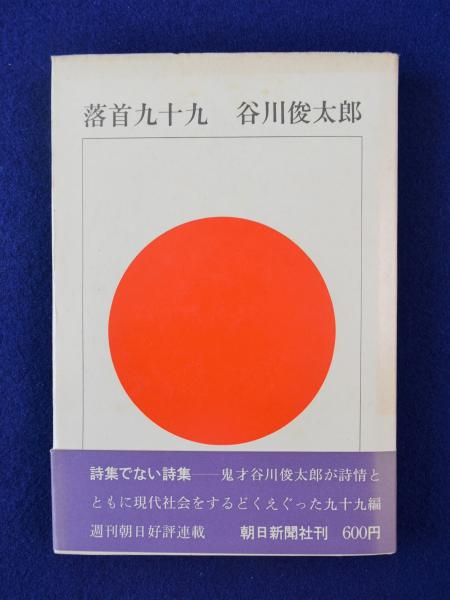 落首九十九 谷川俊太郎
詩集でない詩集――鬼才谷川俊太郎が詩情と
ともに現代社会をするどくえぐった九十九編
週刊朝日好評連載 朝日新聞社刊 600円